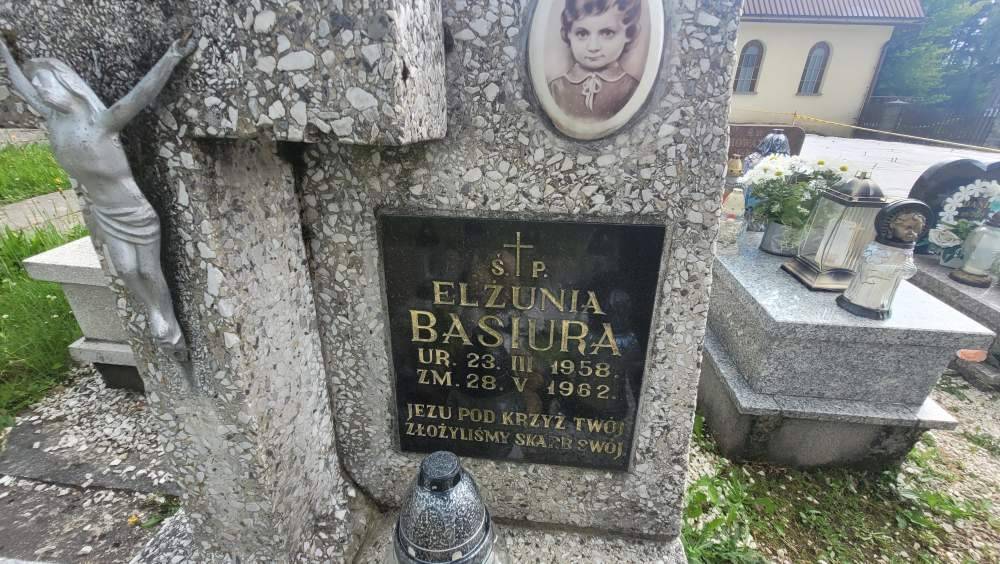 Ś. P.
ELŻUNIA
BASIURA
UR. 23. III 1958.
ZM. 28. V 1962.
JEZU POD KRZYŻ TWÓJ
ZŁOŻYLIŚMY SKARB SWÓJ